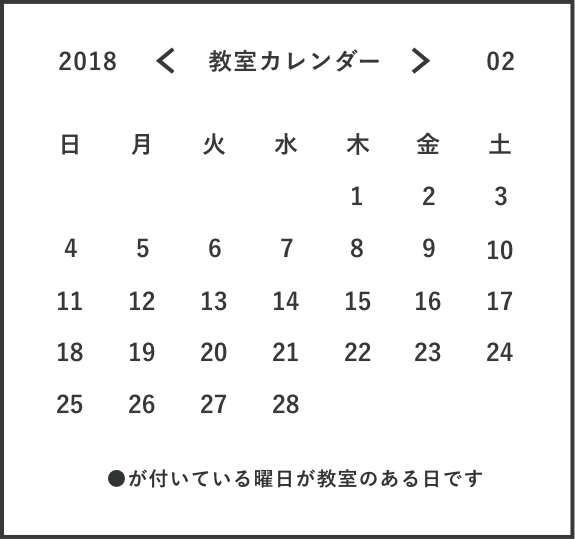 2018 < 教室カレンダー > 02
日 月 火 水 木 金 土
1 2 3
4 5 6 7 8 9 10
11 12 13 14 15 16 17
18 19 20 21 22 23 24
25 26 27 28
●が付いている曜日が教室のある日です